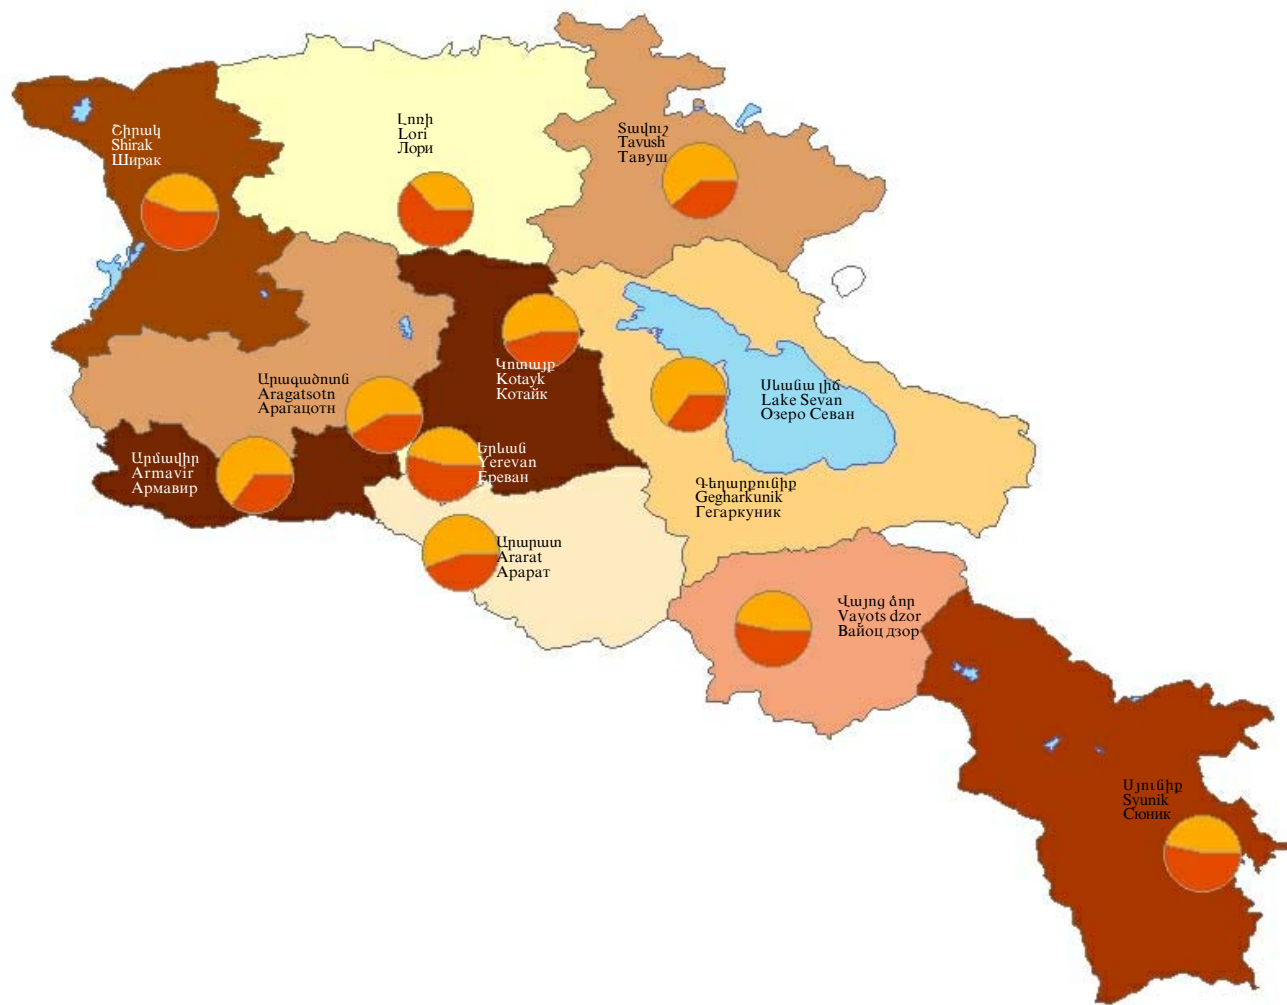 Շիրակ
Shirak
Ширак
Լոռի
Lori
Лори
Տավուշ
Tavush
Тавуш
Կոտայք
Kotayk
Котайк
Արագածոտն
Aragatsotn
Арагацотн
Սևանա լիճ
Lake Sevan
Озеро Севан
Արմավիր
Armavir
Армавир
Երևան
Yerevan
Ереван
Գեղարքունիք
Gegharkunik
Гегаркуник
Արարատ
Ararat
Арарат
Վայոց ձոր
Vayots dzor
Вайоц дзор
Սյունիք
Syunik
Сюник